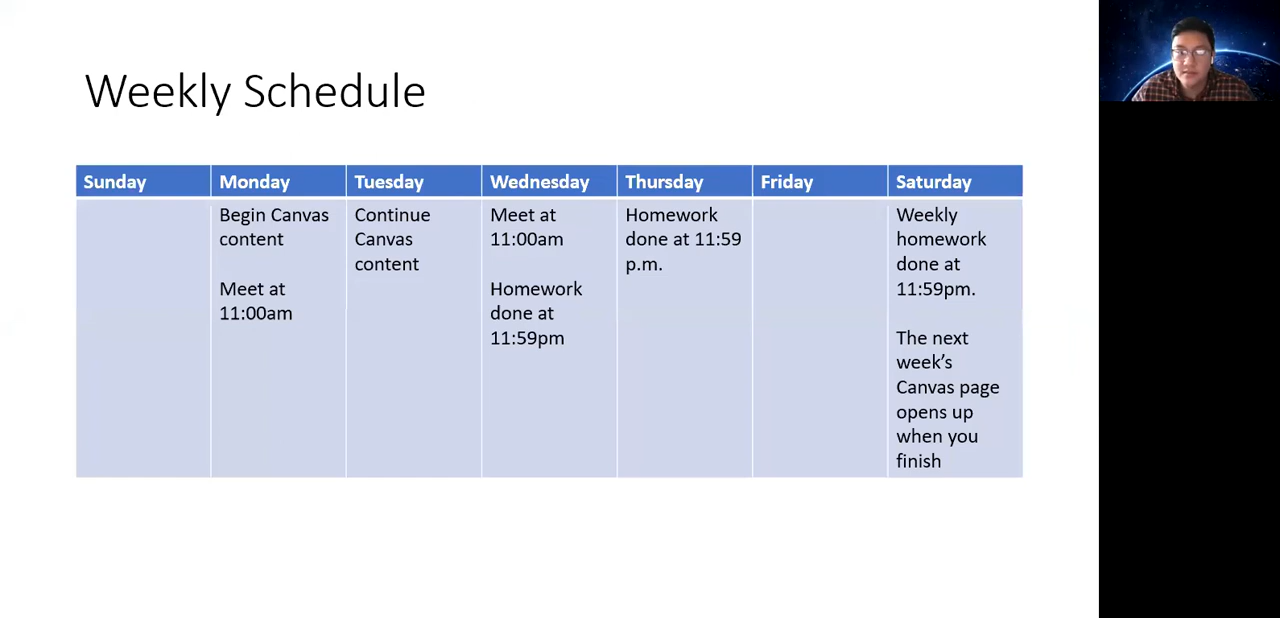 Weekly Schedule
Sunday
Monday
Tuesday
Wednesday
Thursday
Friday
Saturday
Begin Canvas
content
Meet at
11:00am
Continue
Canvas
content
Meet at
11:00am
Homework
done at
11:59pm
Homework
done at 11:59
p.m.
Weekly
homework
done at
11:59pm.
The next
week’s
Canvas page
opens up
when you
finish